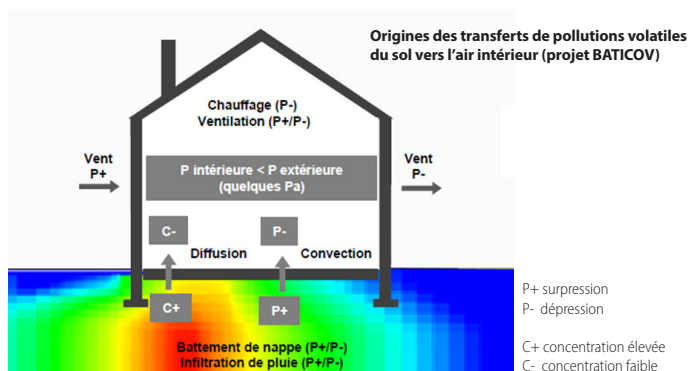 Origines des transferts de pollutions volatiles
du sol vers l’air intérieur (projet BATICOV)
Chauffage (P-)
Ventilation (P+/P-)
Vent
P+
P intérieure < P extérieure
(quelques Pa)
Vent
P-
C-
Diffusion
P-
Convection
C+
P+
Battement de nappe (P+/P-)
Infiltration de pluie (P+/P-)
P+ surpression
P- dépression
C+ concentration élevée
C- concentration faible